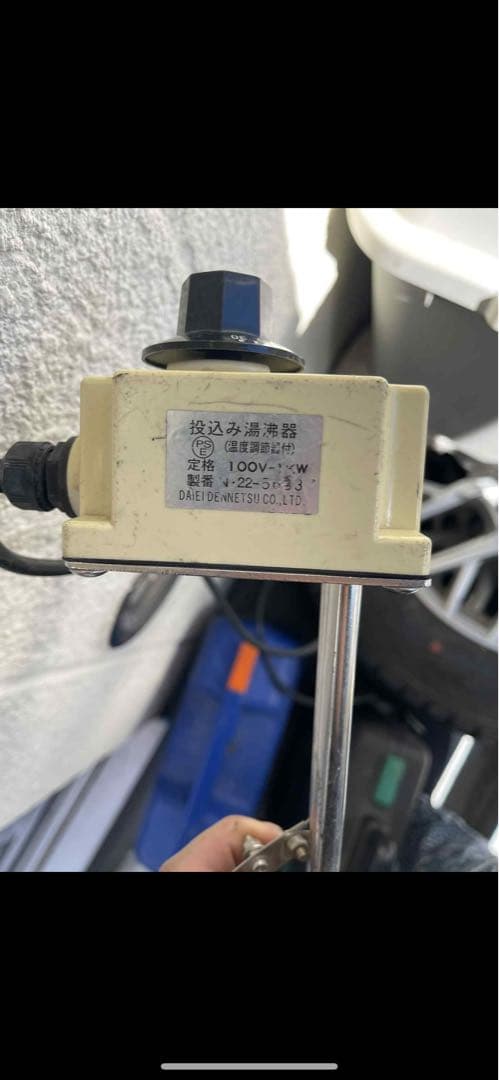 投込み湯沸器
PS
E
(温度調節器付)
定格 100V-1KW
製番
DAIEI DENNETSU CO.,LTD.